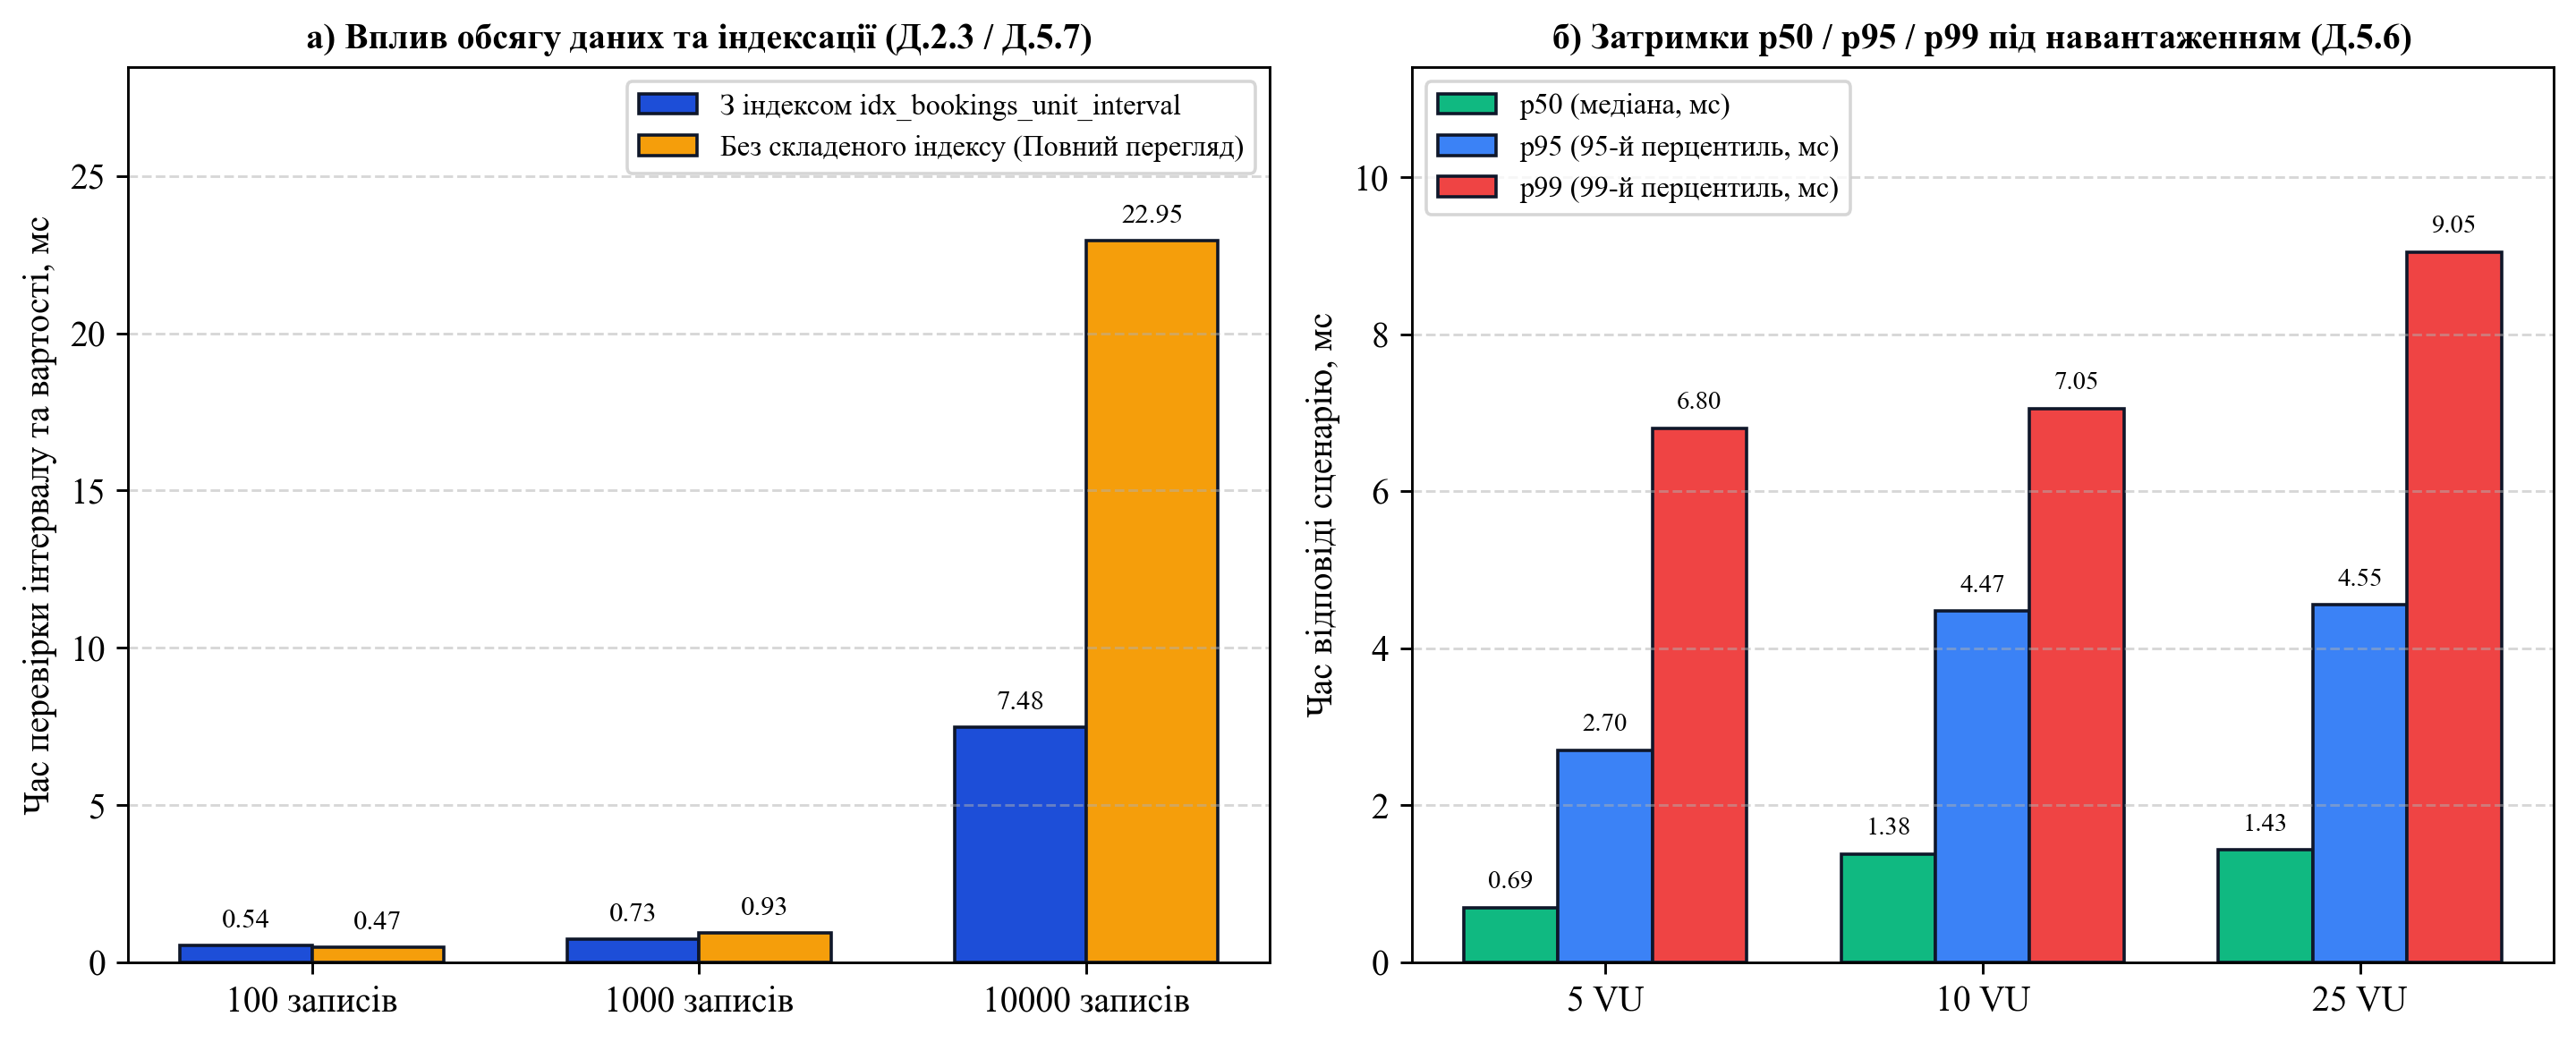 а) Вплив обсягу даних та індексації (Д.2.3 / Д.5.7)
З індексом idx_bookings_unit_interval
Без складеного індексу (Повний перегляд)
Час перевірки інтервалу та вартості, мс
25
20
15
10
5
0
0.54
0.47
0.73
0.93
7.48
22.95
100 записів
1000 записів
10000 записів
б) Затримки p50 / p95 / p99 під навантаженням (Д.5.6)
p50 (медіана, мс)
p95 (95-й перцентиль, мс)
p99 (99-й перцентиль, мс)
Час відповіді сценарію, мс
10
8
6
4
2
0
0.69
2.70
6.80
1.38
4.47
7.05
1.43
4.55
9.05
5 VU
10 VU
25 VU